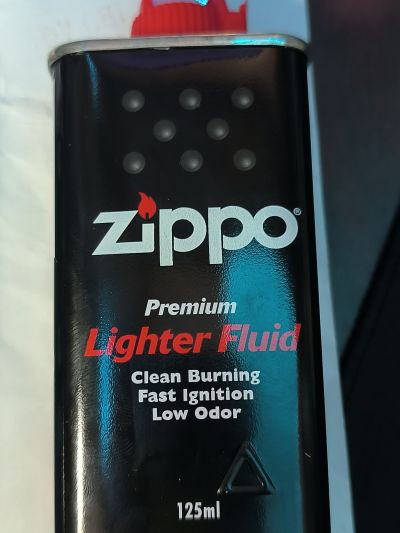 Zippo®
Premium
Lighter Fluid
Clean Burning
Fast Ignition
Low Odor
125ml